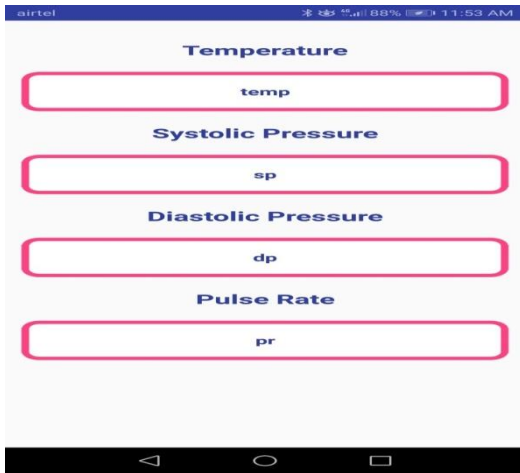 airtel 88% 11:53 AM
Temperature
temp
Systolic Pressure
sp
Diastolic Pressure
dp
Pulse Rate
pr